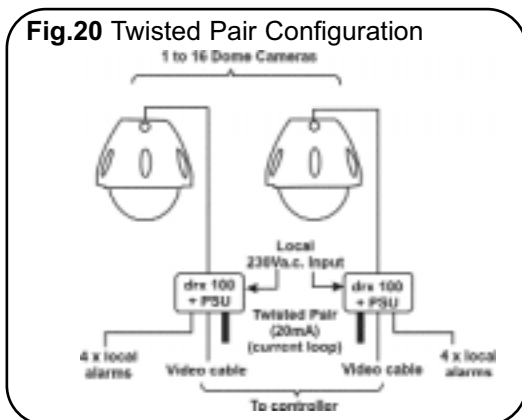 Fig.20 Twisted Pair Configuration
1 to 16 Dome Cameras
Local
230Va.c. Input
drx 100
+ PSU
drx 100
+ PSU
Twisted Pair
(20mA)
(current loop)
4 x local
alarms
Video cable
Video cable
4 x local
alarms
To controller